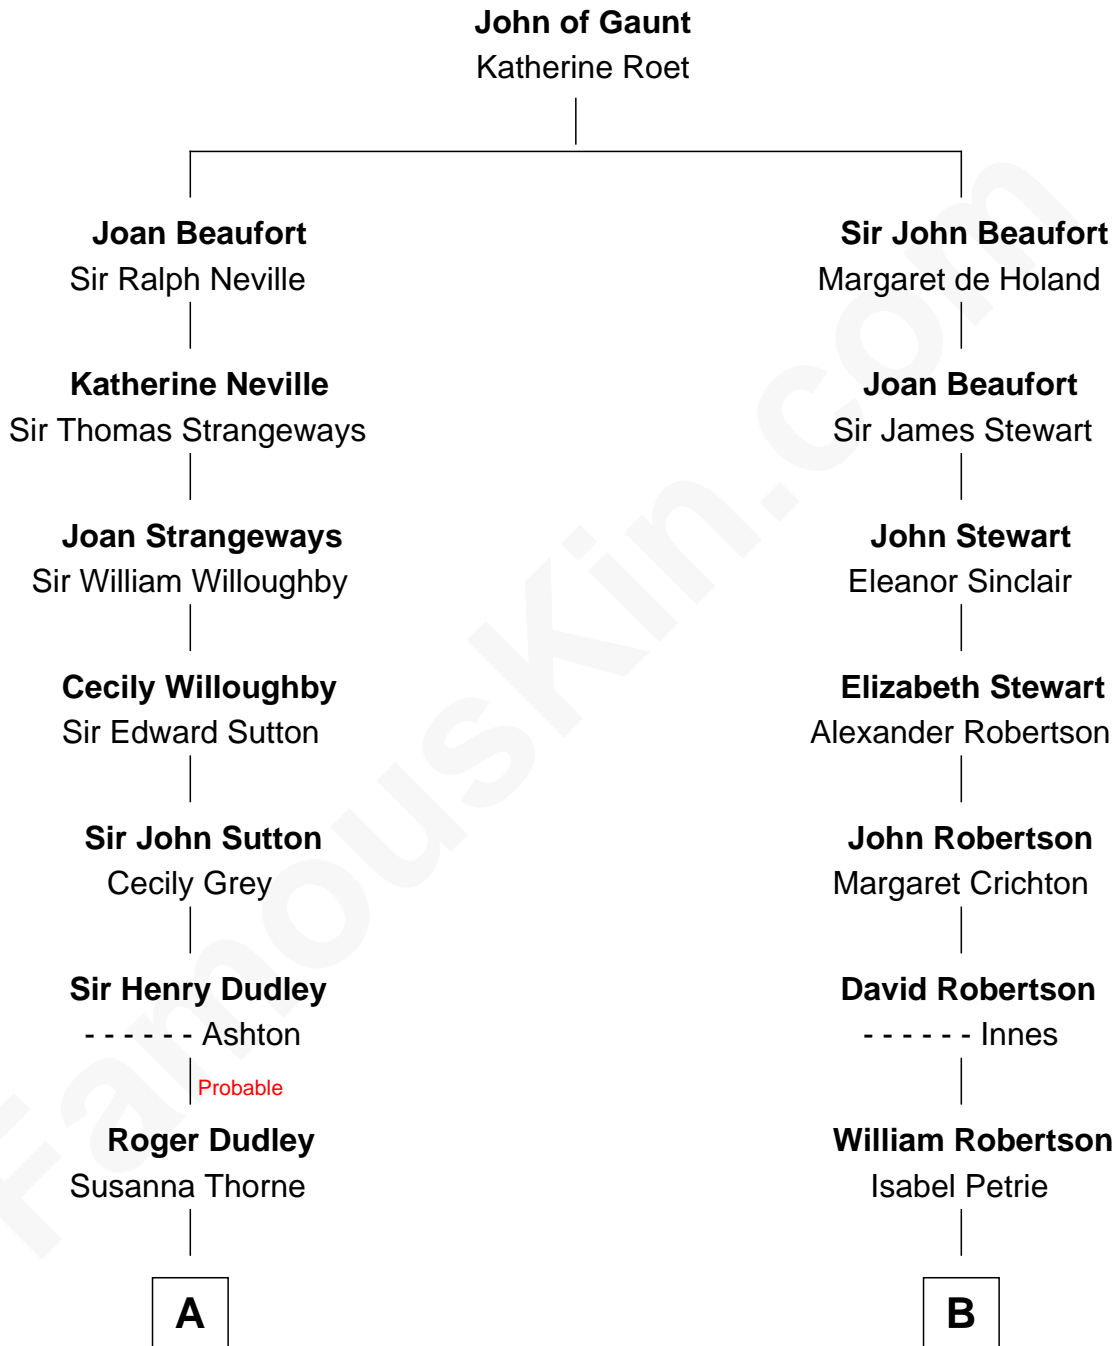 John of Gaunt
Katherine Roet
Joan Beaufort
Sir Ralph Neville
Katherine Neville
Sir Thomas Strangeways
Joan Strangeways
Sir William Willoughby
Cecily Willoughby
Sir Edward Sutton
Sir John Sutton
Cecily Grey
Sir Henry Dudley
- - - - - - Ashton
Probable
Roger Dudley
Susanna Thorne
A
Sir John Beaufort
Margaret de Holand
Joan Beaufort
Sir James Stewart
John Stewart
Eleanor Sinclair
Elizabeth Stewart
Alexander Robertson
John Robertson
Margaret Crichton
David Robertson
- - - - - - Innes
William Robertson
Isabel Petrie
B
FamousKin.com